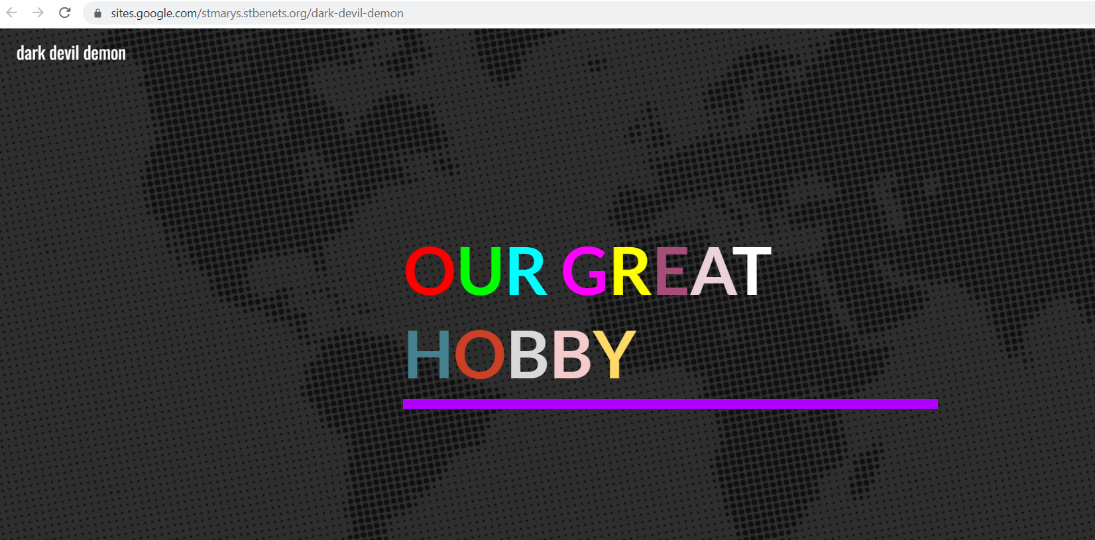 sites.google.com/stmarys.stbenets.org/dark-devil-demon
dark devil demon
OUR GREAT
HOBBY